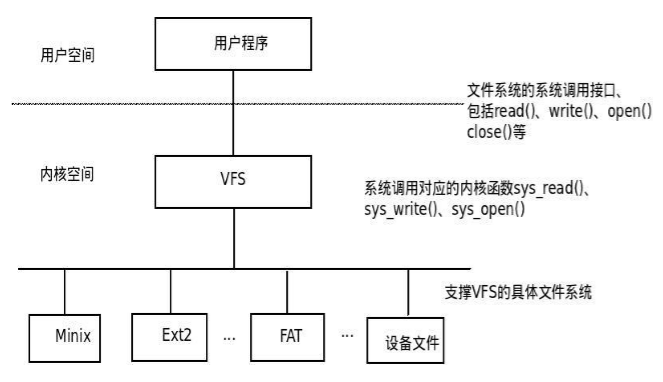 用户空间
用户程序
文件系统的系统调用接口、
包括read()、write()、open()
close()等
内核空间
VFS
系统调用对应的内核函数sys_read()、
sys_write()、sys_open()
支撑VFS的具体文件系统
Minix
Ext2
...
FAT
...
设备文件